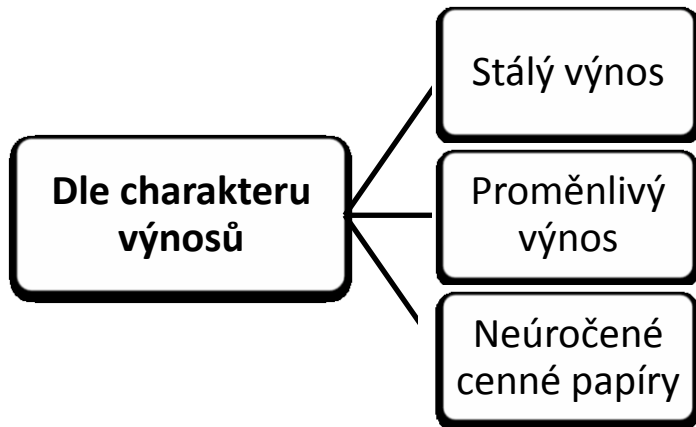 Dle charakteru
výnosů
Stálý výnos
Proměnlivý
výnos
Neúročené
cenné papíry